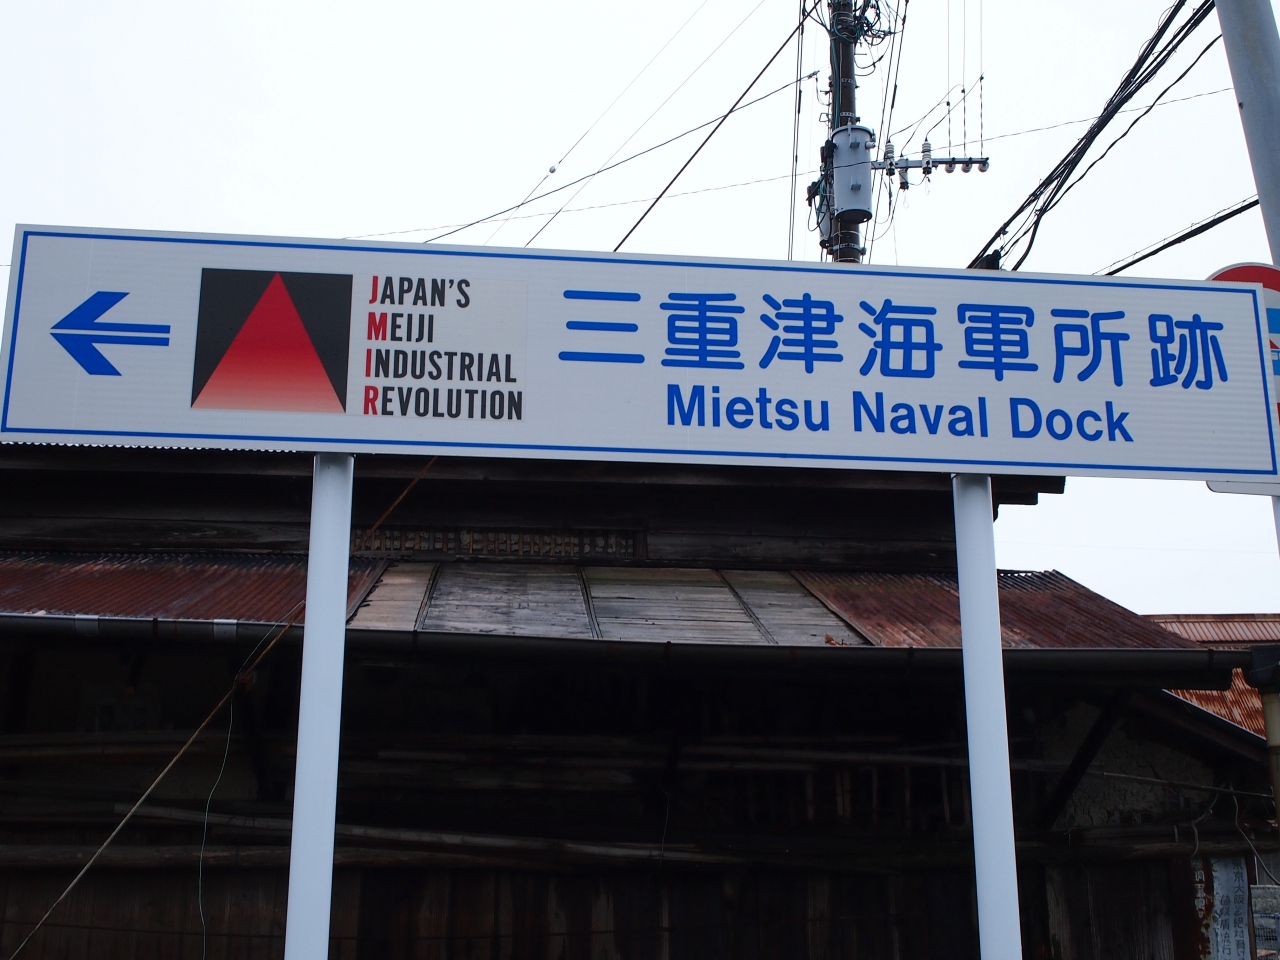 JAPAN'S
MEIJI
INDUSTRIAL
REVOLUTION
三重津海軍所跡
Mietsu Naval Dock